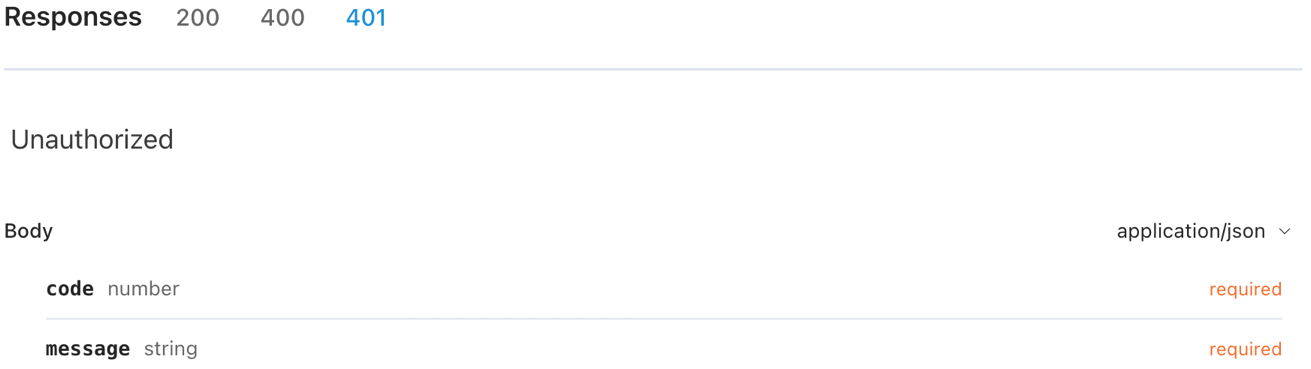 Responses 200 400 401
Unauthorized
Body application/json
code number required
message string required